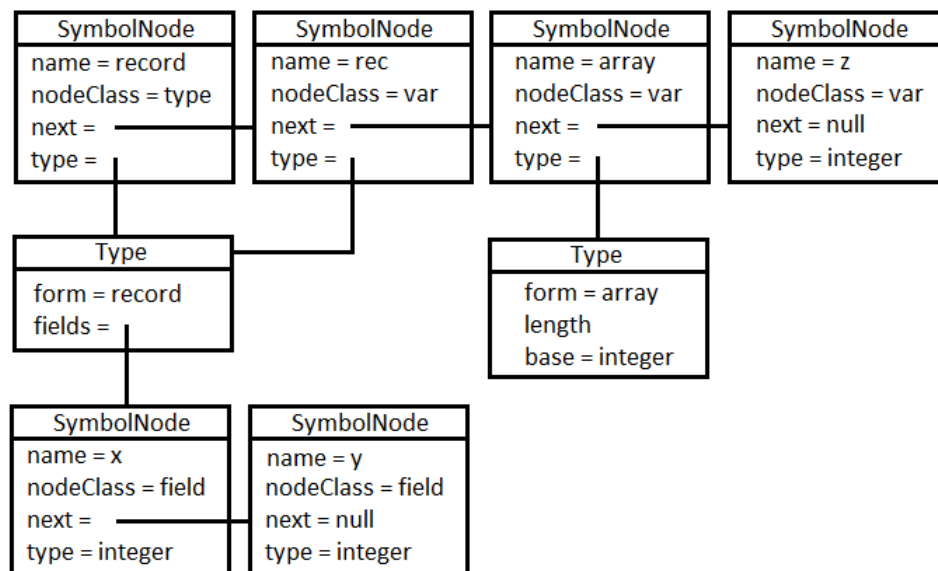 SymbolNode
name = record
nodeClass = type
next =
type =
SymbolNode
name = rec
nodeClass = var
next =
type =
SymbolNode
name = array
nodeClass = var
next =
type =
SymbolNode
name = z
nodeClass = var
next = null
type = integer
Type
form = record
fields =
Type
form = array
length
base = integer
SymbolNode
name = x
nodeClass = field
next =
type = integer
SymbolNode
name = y
nodeClass = field
next = null
type = integer